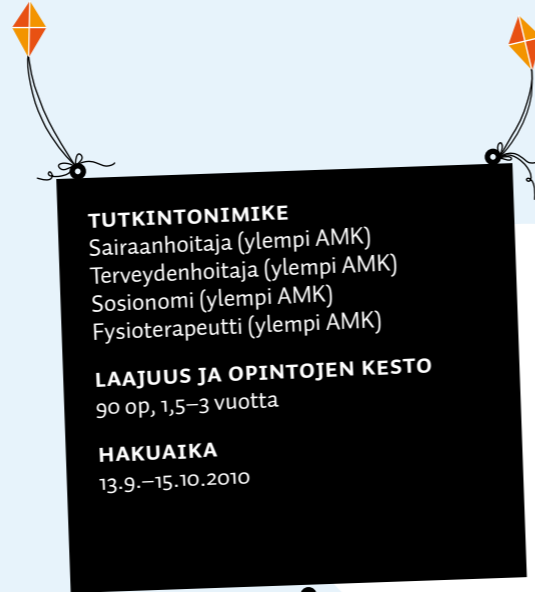 TUTKINTONIMIKE
Sairaanhoitaja (ylempi AMK)
Terveydenhoitaja (ylempi AMK)
Sosionomi (ylempi AMK)
Fysioterapeutti (ylempi AMK)
LAAJUUS JA OPINTOJEN KESTO
90 op, 1,5–3 vuotta
HAKUAIKA
13.9.–15.10.2010